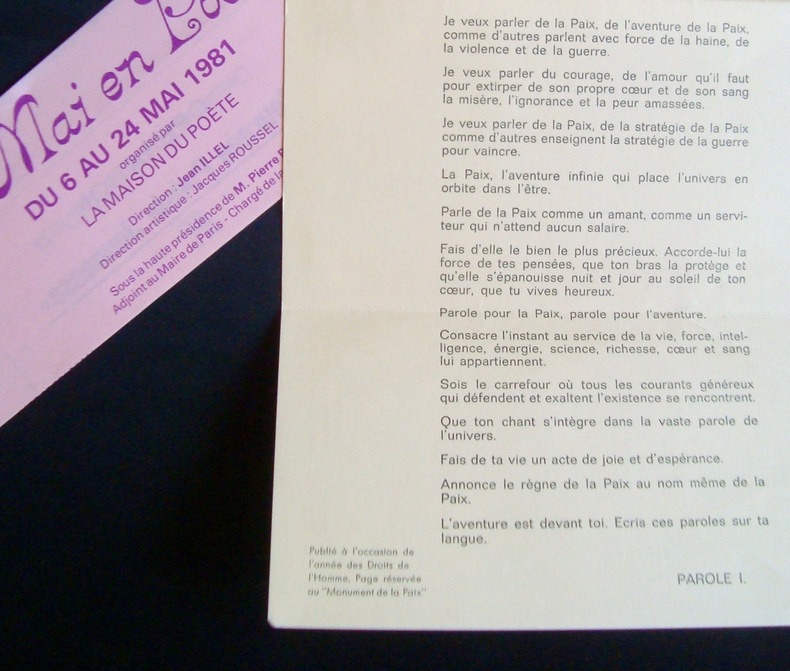 Mai en
DU 6 AU 24 MAI 1981
organisé par
LA MAISON DU POÈTE
Direction : Jean ILLEL
Direction artistique : Jacques ROUSSEL
Sous la haute présidence de M. Pierre
Adjoint au Maire de Paris - Chargé de la
Je veux parler de la Paix, de l'aventure de la Paix,
comme d'autres parlent avec force de la haine, de
la violence et de la guerre.
Je veux parler du courage, de l'amour qu'il faut
pour extirper de son propre cœur et de son sang
la misère, l'ignorance et la peur amassées.
Je veux parler de la Paix, de la stratégie de la Paix
comme d'autres enseignent la stratégie de la guerre
pour vaincre.
La Paix, l'aventure infinie qui place l'univers en
orbite dans l'être.
Parle de la Paix comme un amant, comme un servi-
teur qui n'attend aucun salaire.
Fais d'elle le bien le plus précieux. Accorde-lui la
force de tes pensées, que ton bras la protège et
qu'elle s'épanouisse nuit et jour au soleil de ton
cœur, que tu vives heureux.
Parole pour la Paix, parole pour l'aventure.
Consacre l'instant au service de la vie, force, intel-
ligence, énergie, science, richesse, cœur et sang
lui appartiennent.
Sois le carrefour où tous les courants généreux
qui défendent et exaltent l'existence se rencontrent.
Que ton chant s'intègre dans la vaste parole de
l'univers.
Fais de ta vie un acte de joie et d'espérance.
Annonce le règne de la Paix au nom même de la
Paix.
L'aventure est devant toi. Ecris ces paroles sur ta
langue.
PAROLE I.
Publié à l'occasion de
l'année des Droits de
l'Homme. Page réservée
au "Monument de la Paix"